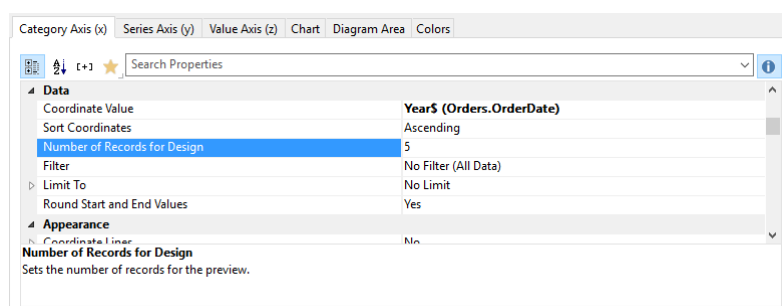 Category Axis (x) Series Axis (y) Value Axis (z) Chart Diagram Area Colors
Search Properties
Data
Coordinate Value Year$ (Orders.OrderDate)
Sort Coordinates Ascending
Number of Records for Design 5
Filter No Filter (All Data)
Limit To No Limit
Round Start and End Values Yes
Appearance
Coordinate Lines No
Number of Records for Design
Sets the number of records for the preview.